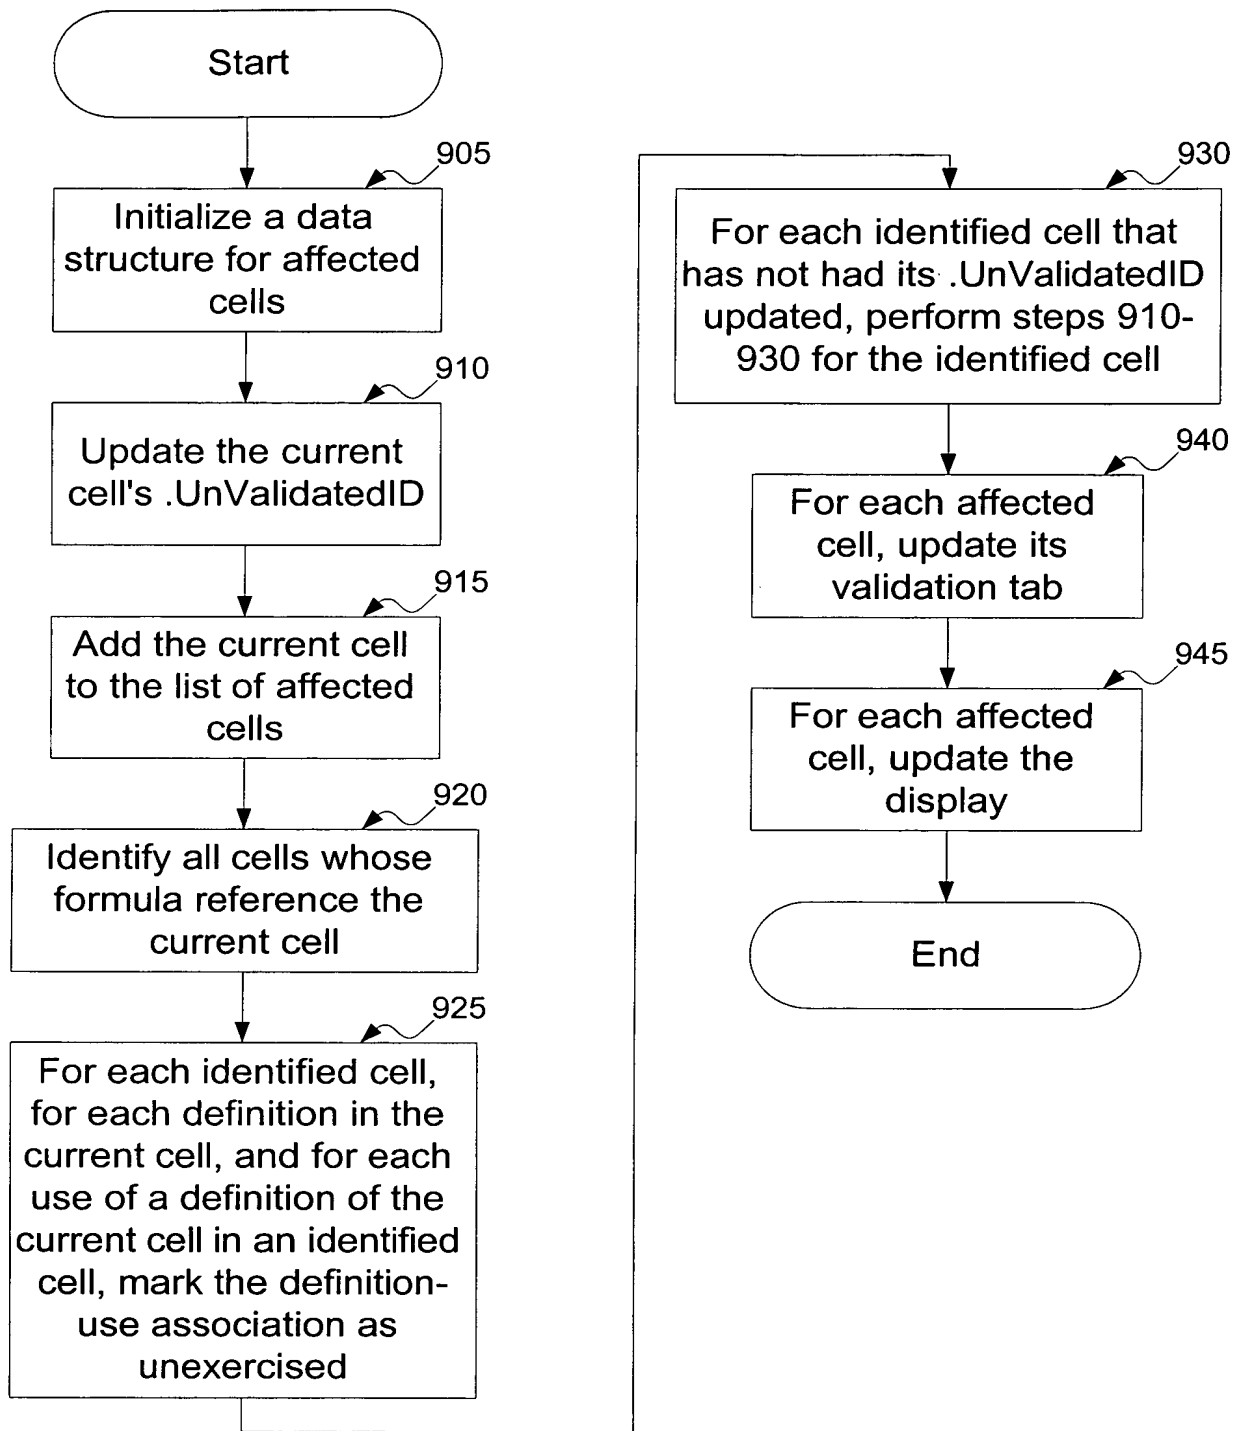 Start
905
Initialize a data
structure for affected
cells
910
Update the current
cell's .UnValidatedID
915
Add the current cell
to the list of affected
cells
920
Identify all cells whose
formula reference the
current cell
925
For each identified cell,
for each definition in the
current cell, and for each
use of a definition of the
current cell in an identified
cell, mark the definition-
use association as
unexercised
930
For each identified cell that
has not had its .UnValidatedID
updated, perform steps 910-
930 for the identified cell
940
For each affected
cell, update its
validation tab
945
For each affected
cell, update the
display
End